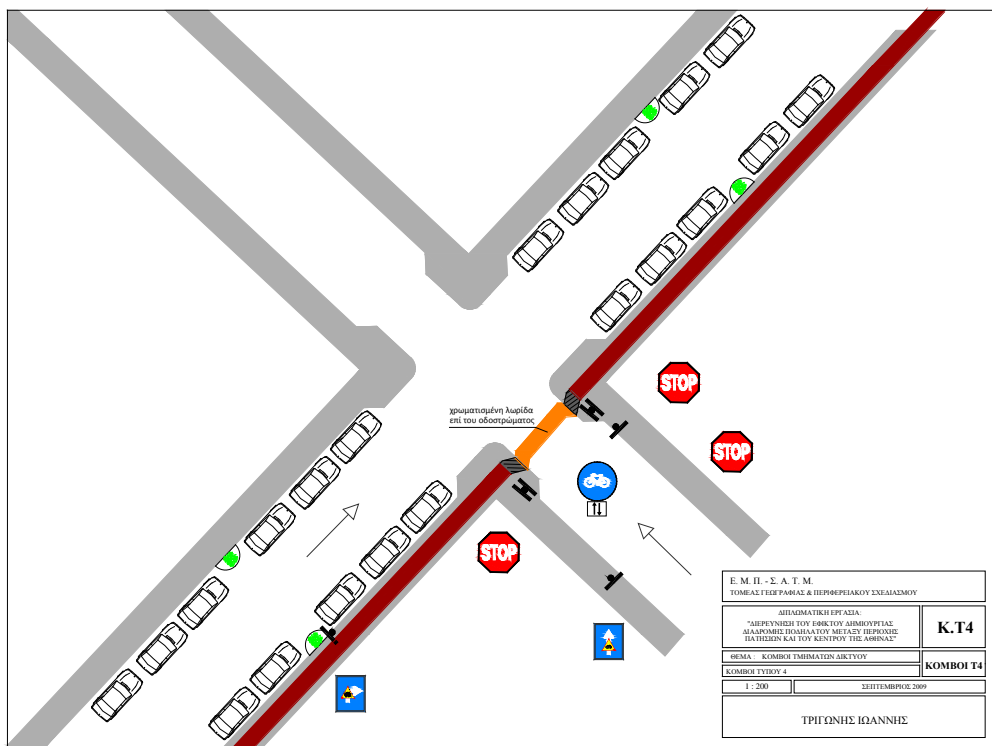 χρωματισμένη λωρίδα
επί του οδοστρώματος
STOP
STOP
STOP
Ε. Μ. Π. - Σ. Α. Τ. Μ.
ΤΟΜΕΑΣ ΓΕΩΓΡΑΦΙΑΣ & ΠΕΡΙΦΕΡΕΙΑΚΟΥ ΣΧΕΔΙΑΣΜΟΥ
ΔΙΠΛΩΜΑΤΙΚΗ ΕΡΓΑΣΙΑ:
"ΔΙΕΡΕΥΝΗΣΗ ΤΟΥ ΕΦΙΚΤΟΥ ΔΗΜΙΟΥΡΓΙΑΣ
ΔΙΑΔΡΟΜΗΣ ΠΟΔΗΛΑΤΟΥ ΜΕΤΑΞΥ ΠΕΡΙΟΧΗΣ
ΠΑΤΗΣΙΩΝ ΚΑΙ ΤΟΥ ΚΕΝΤΡΟΥ ΤΗΣ ΑΘΗΝΑΣ"
Κ.Τ4
ΘΕΜΑ : ΚΟΜΒΟΙ ΤΜΗΜΑΤΩΝ ΔΙΚΤΥΟΥ
ΚΟΜΒΟΙ ΤΥΠΟΥ 4
ΚΟΜΒΟΙ Τ4
1 : 200
ΣΕΠΤΕΜΒΡΙΟΣ 2009
ΤΡΙΓΩΝΗΣ ΙΩΑΝΝΗΣ